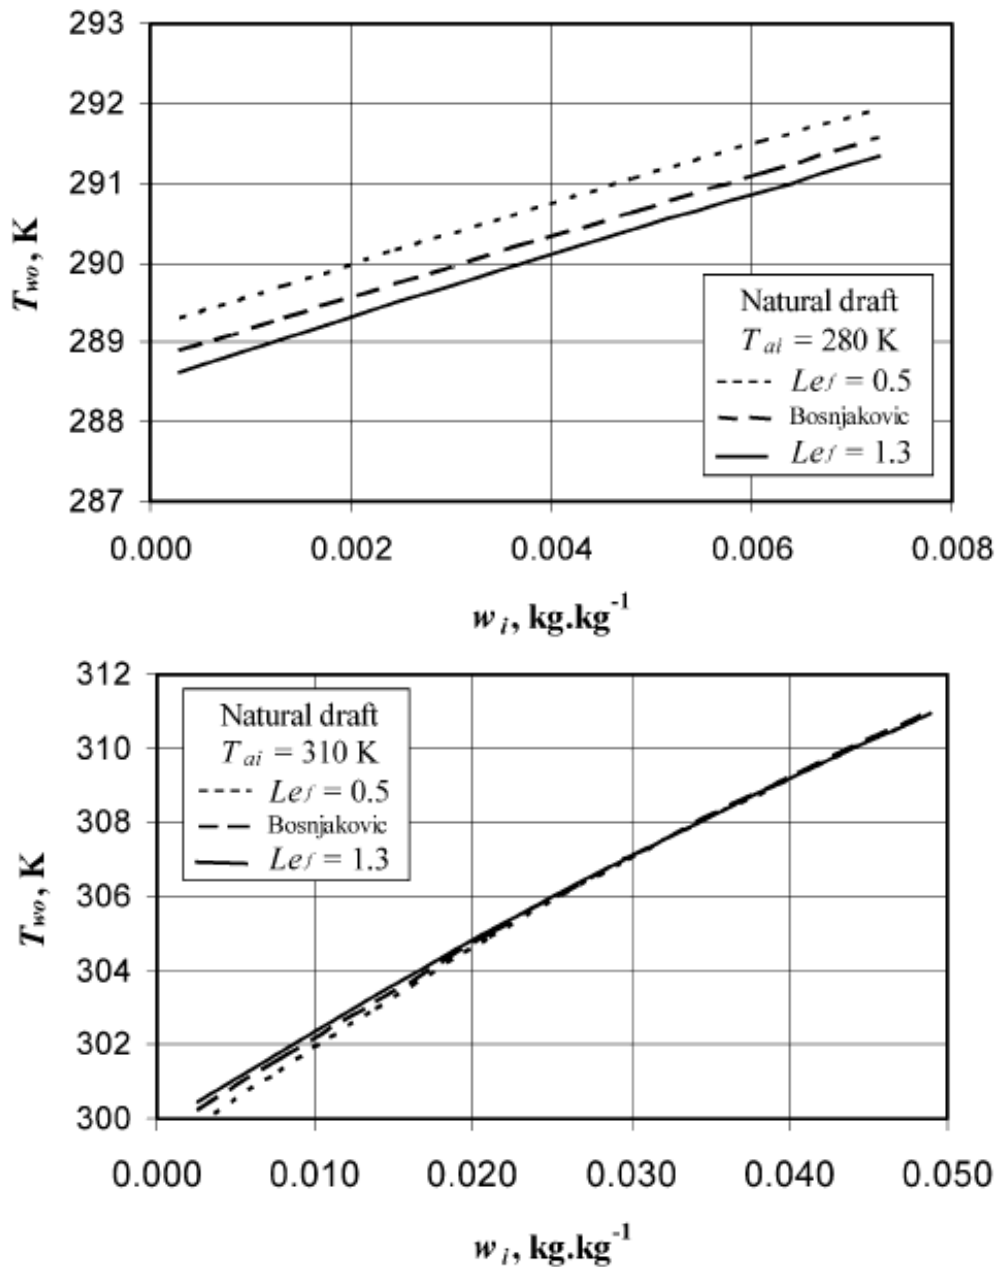 293
292
291
290
289
288
287
T_wo, K
Natural draft
T_ai = 280 K
Le_f = 0.5
Bosnjakovic
Le_f = 1.3
0.000 0.002 0.004 0.006 0.008
w_i, kg.kg^-1
312
310
308
306
304
302
300
T_wo, K
Natural draft
T_ai = 310 K
Le_f = 0.5
Bosnjakovic
Le_f = 1.3
0.000 0.010 0.020 0.030 0.040 0.050
w_i, kg.kg^-1